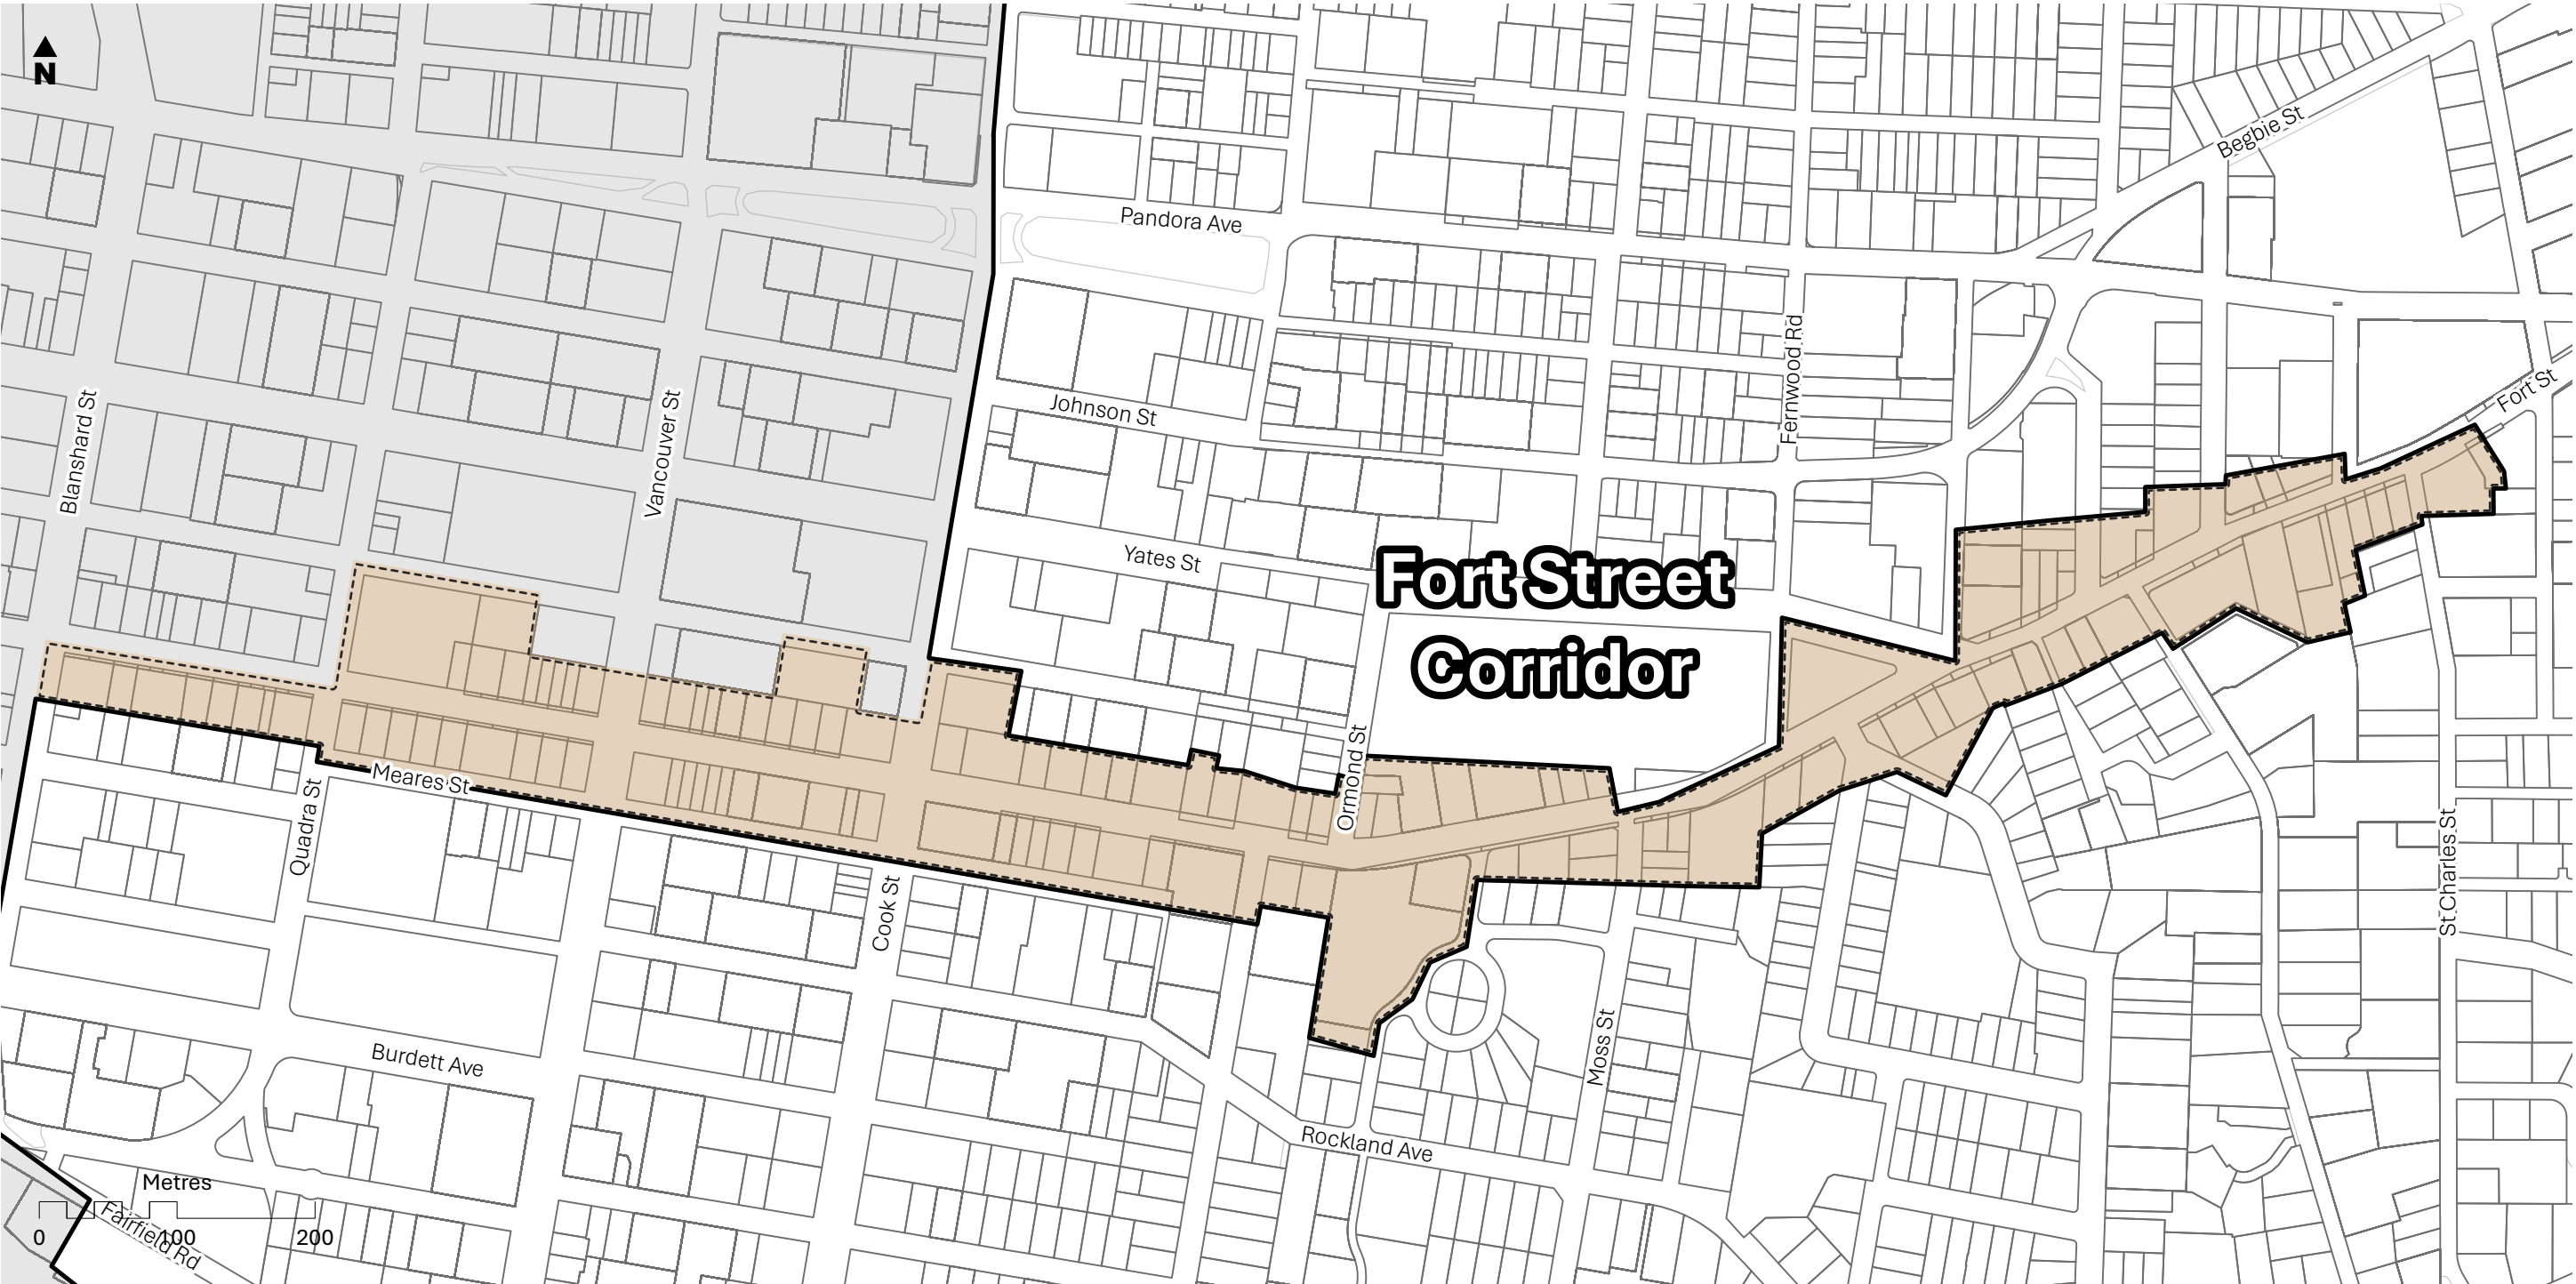 N
Begbie St
Pandora Ave
Fernwood Rd
Fort St
Blanshard St
Vancouver St
Johnson St
Yates St
Fort Street
Corridor
Ormond St
Meares St
Quadra St
Cook St
St Charles St
Moss St
Burdett Ave
Rockland Ave
Metres
0 100 200
Fairfield Rd